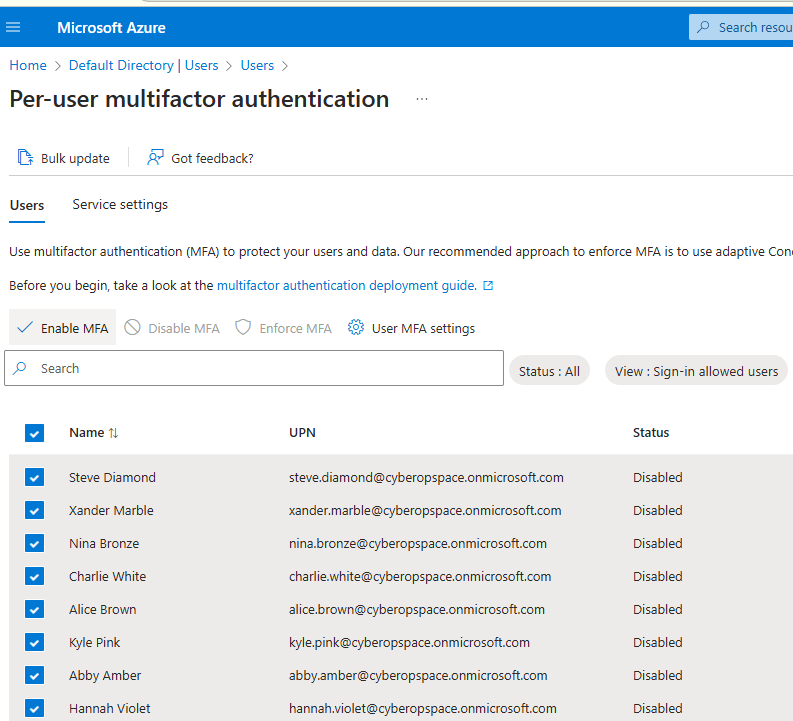 Microsoft Azure
Search resou
Home > Default Directory | Users > Users >
Per-user multifactor authentication ...
Bulk update | Got feedback?
Users Service settings
Use multifactor authentication (MFA) to protect your users and data. Our recommended approach to enforce MFA is to use adaptive Con
Before you begin, take a look at the multifactor authentication deployment guide.
Enable MFA Disable MFA Enforce MFA User MFA settings
Search Status : All View : Sign-in allowed users
Name UPN Status
Steve Diamond steve.diamond@cyberopspace.onmicrosoft.com Disabled
Xander Marble xander.marble@cyberopspace.onmicrosoft.com Disabled
Nina Bronze nina.bronze@cyberopspace.onmicrosoft.com Disabled
Charlie White charlie.white@cyberopspace.onmicrosoft.com Disabled
Alice Brown alice.brown@cyberopspace.onmicrosoft.com Disabled
Kyle Pink kyle.pink@cyberopspace.onmicrosoft.com Disabled
Abby Amber abby.amber@cyberopspace.onmicrosoft.com Disabled
Hannah Violet hannah.violet@cyberopspace.onmicrosoft.com Disabled